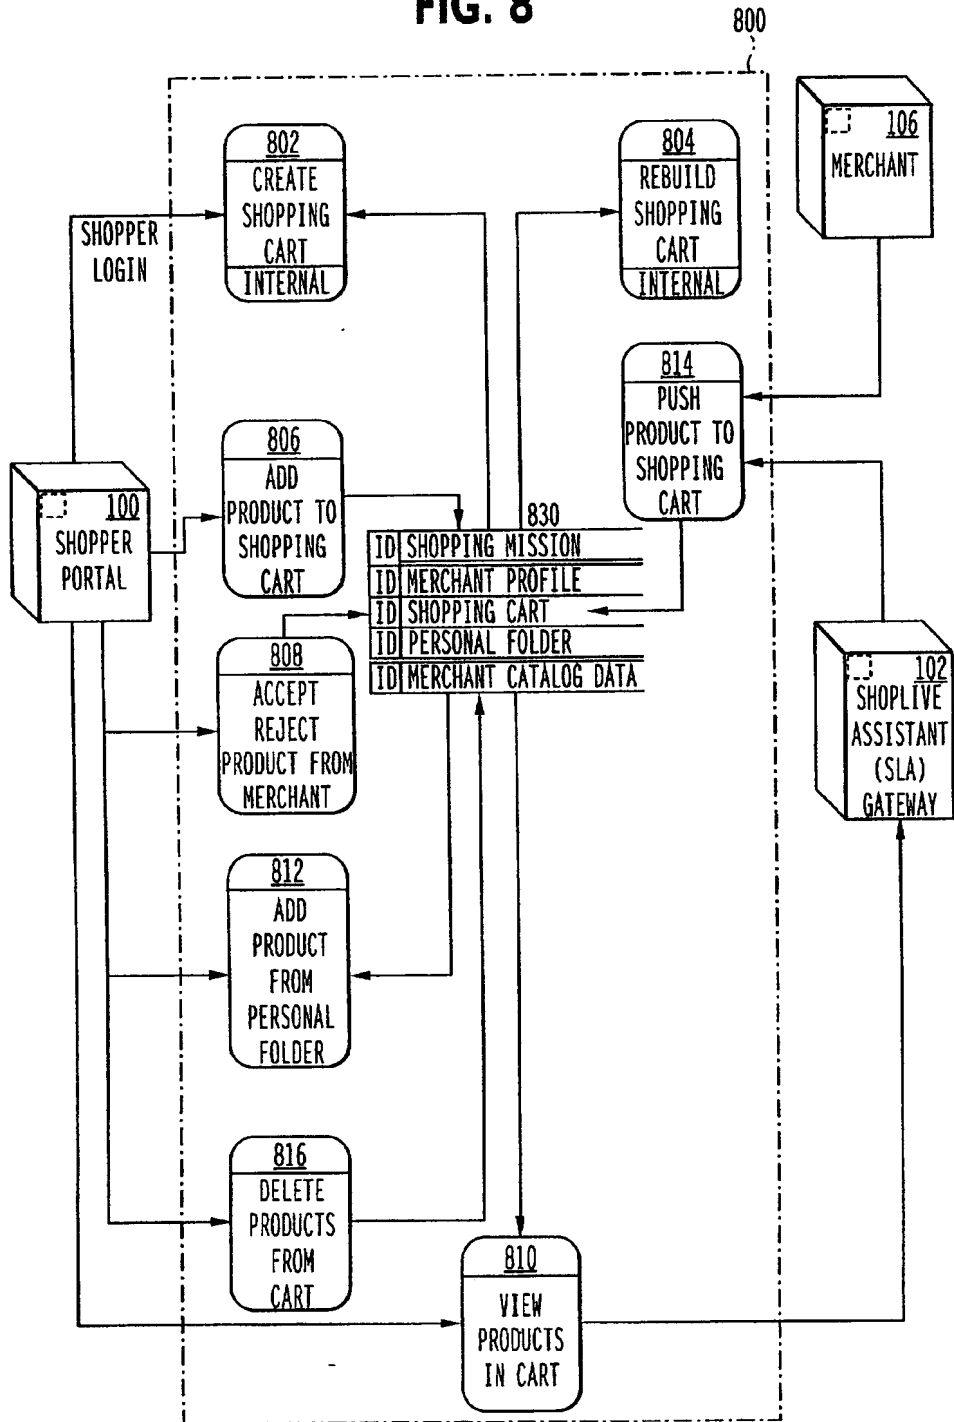 FIG. 8
800
802
CREATE
SHOPPING
CART
INTERNAL
804
REBUILD
SHOPPING
CART
INTERNAL
106
MERCHANT
SHOPPER
LOGIN
814
PUSH
PRODUCT TO
SHOPPING
CART
806
ADD
PRODUCT TO
SHOPPING
CART
100
SHOPPER
PORTAL
830
ID SHOPPING MISSION
ID MERCHANT PROFILE
ID SHOPPING CART
ID PERSONAL FOLDER
ID MERCHANT CATALOG DATA
808
ACCEPT
REJECT
PRODUCT FROM
MERCHANT
102
SHOPLIVE
ASSISTANT
(SLA)
GATEWAY
812
ADD
PRODUCT
FROM
PERSONAL
FOLDER
816
DELETE
PRODUCTS
FROM
CART
810
VIEW
PRODUCTS
IN CART